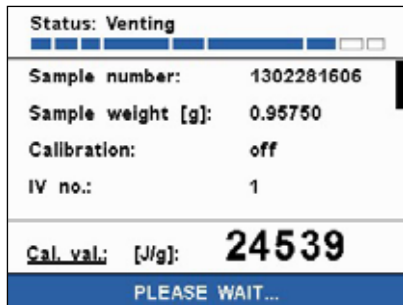 Status: Venting
Sample number: 1302281606
Sample weight [g]: 0.95750
Calibration: off
IV no.: 1
Cal. val.: [J/g]: 24539
PLEASE WAIT...